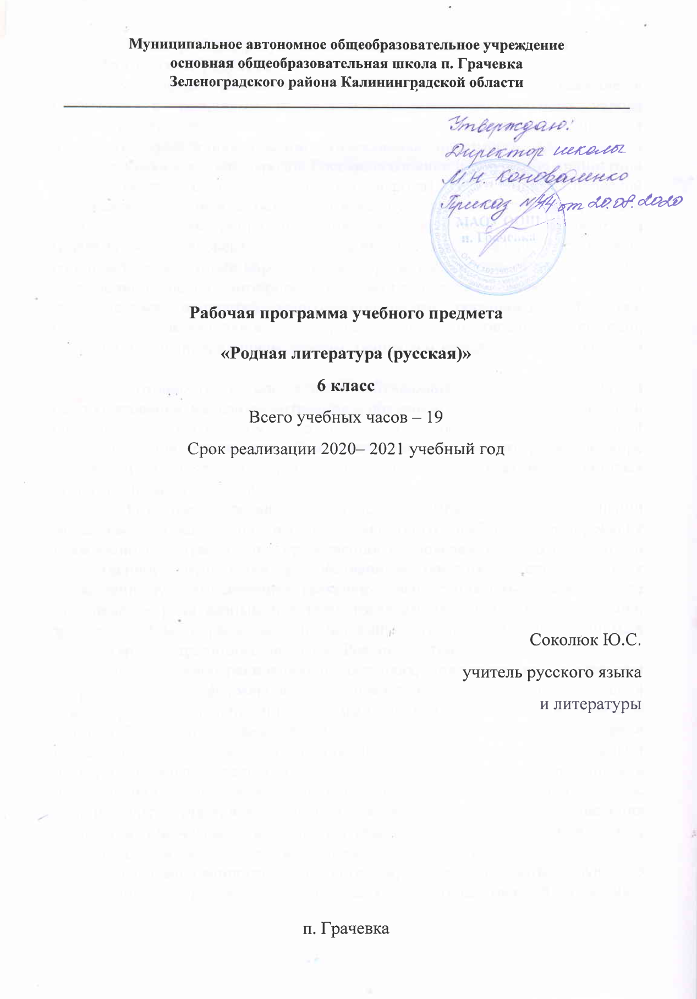 Муниципальное автономное общеобразовательное учреждение
основная общеобразовательная школа п. Грачевка
Зеленоградского района Калининградской области
Утверждаю!
Директор школы
М.Н. Коноваленко
Приказ №44 от 20.08.2020
МАОУ ООШ
п. Грачевка
Рабочая программа учебного предмета
«Родная литература (русская)»
6 класс
Всего учебных часов – 19
Срок реализации 2020– 2021 учебный год
Соколюк Ю.С.
учитель русского языка
и литературы
п. Грачевка